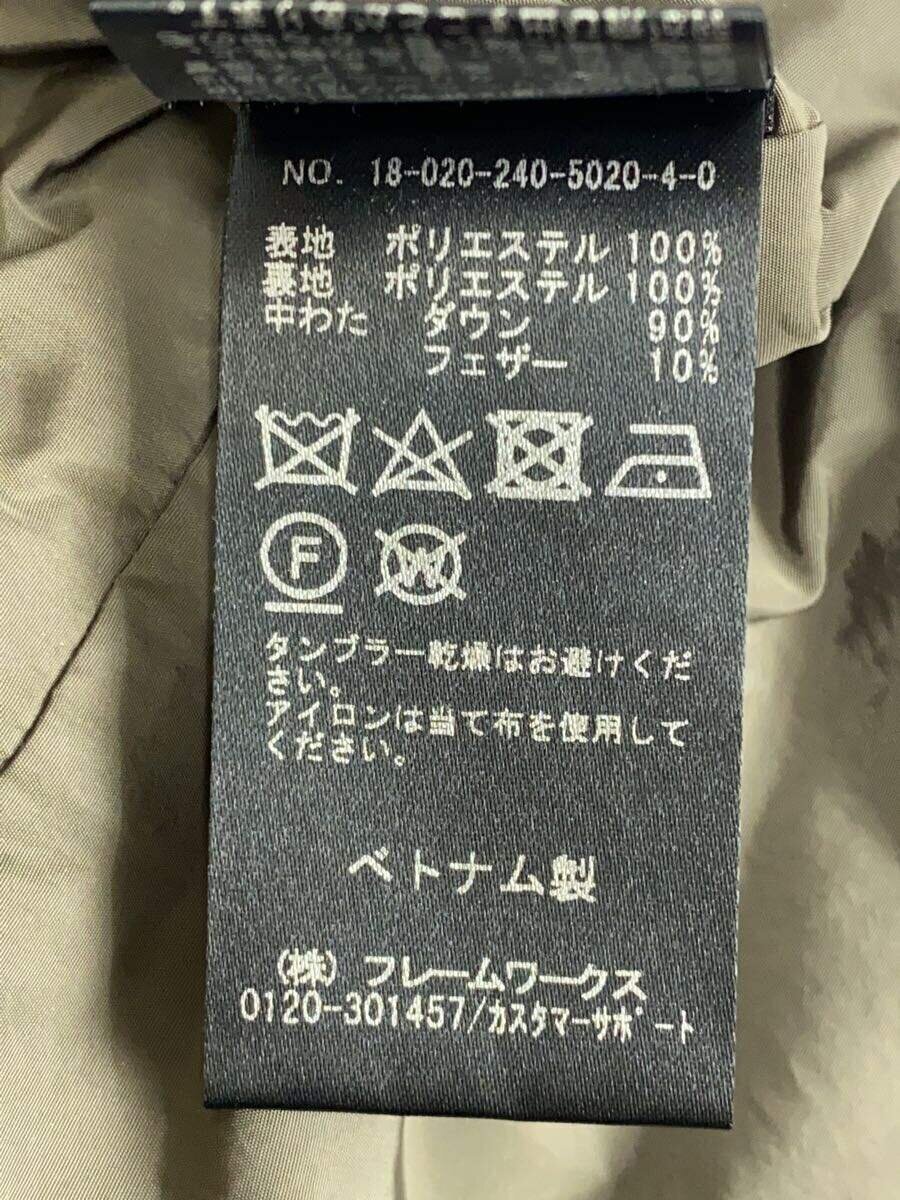 NO. 18-020-240-5020-4-0
表地 ポリエステル 100%
裏地 ポリエステル 100%
中わた ダウン 90%
フェザー 10%
F
W
タンブラー乾燥はお避けくだ
さい。
アイロンは当て布を使用して
ください。
ベトナム製
(株) フレームワークス
0120-301457/カスタマーサポート